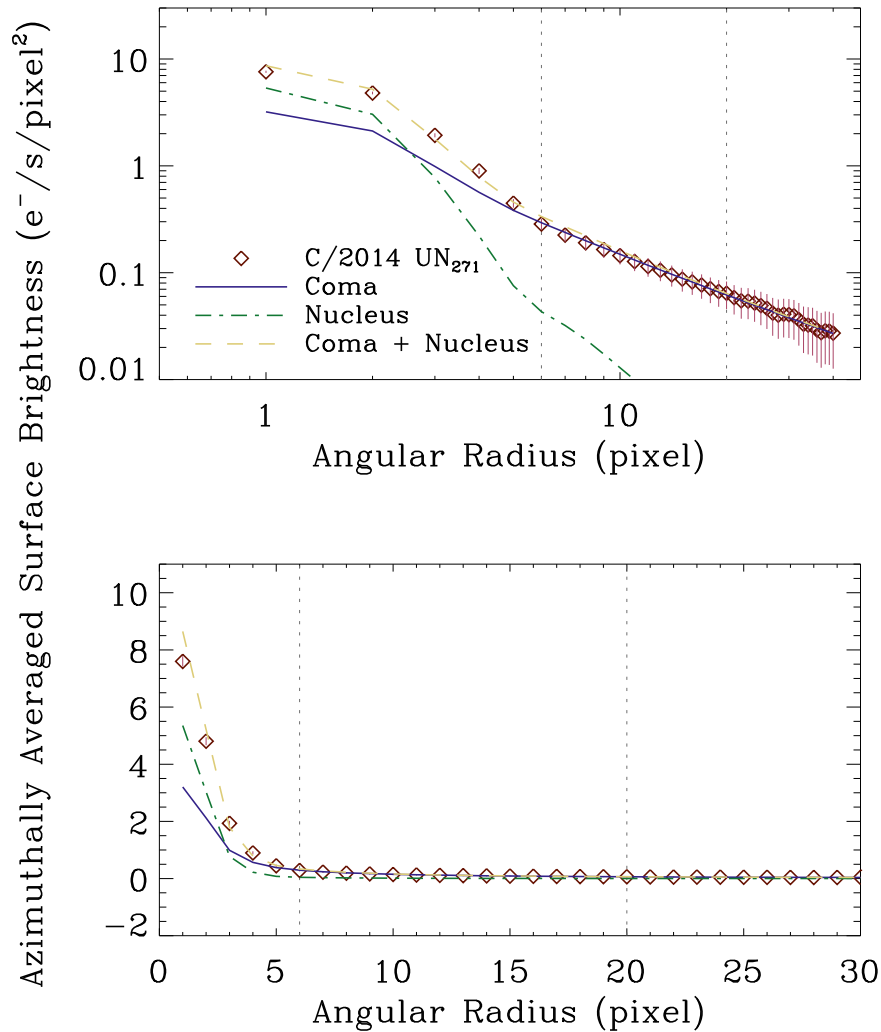 Azimuthally Averaged Surface Brightness (e⁻/s/pixel²)
10
1
0.1
0.01
C/2014 UN₂₇₁
Coma
Nucleus
Coma + Nucleus
1 10
Angular Radius (pixel)
10
8
6
4
2
0
−2
0 5 10 15 20 25 30
Angular Radius (pixel)